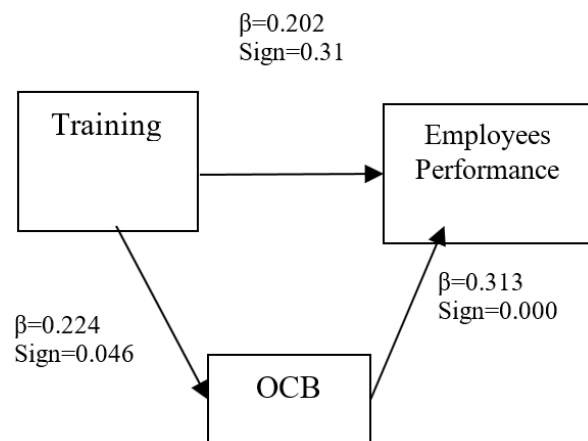 β=0.202
Sign=0.31
Training
Employees
Performance
β=0.313
Sign=0.000
β=0.224
Sign=0.046
OCB